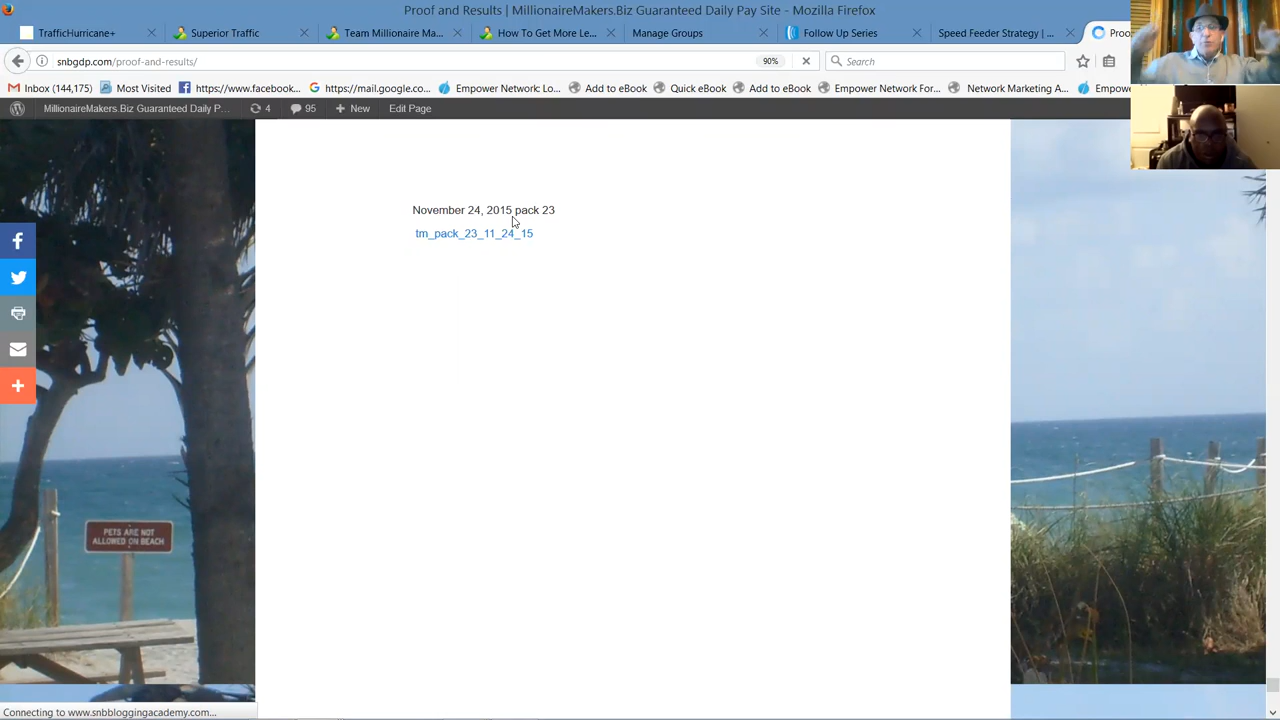 Proof and Results | MillionaireMakers.Biz Guaranteed Daily Pay Site - Mozilla Firefox
TrafficHurricane+
Superior Traffic
Team Millionaire Ma...
How To Get More Le...
Manage Groups
Follow Up Series
Speed Feeder Strategy |...
Proo
snbgdp.com/proof-and-results/
90%
Search
Inbox (144,175)
Most Visited
https://www.facebook...
https://mail.google.co...
Empower Network: Lo...
Add to eBook
Quick eBook
Add to eBook
Empower Network For...
Network Marketing A...
Empowe
MillionaireMakers.Biz Guaranteed Daily P...
4
95
New
Edit Page
November 24, 2015 pack 23
tm_pack_23_11_24_15
PETS ARE NOT
ALLOWED ON BEACH
Connecting to www.snbbloggingacademy.com...